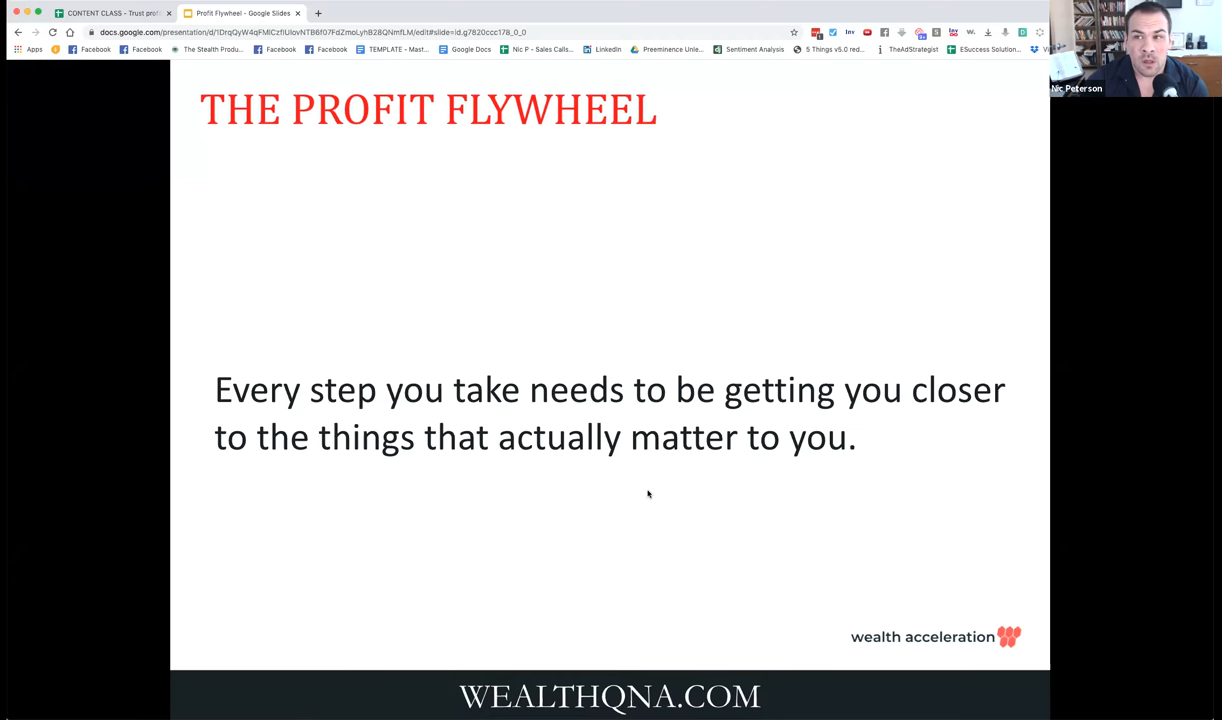 CONTENT CLASS - Trust prof
Profit Flywheel - Google Slides
docs.google.com/presentation/d/1DrqQyW4qFMlCzfIUIovNTB6f07FdZmoLyhB28QNmfLM/edit#slide=id.g7820ccc178_0_0
Apps
Facebook
Facebook
The Stealth Produ...
Facebook
Facebook
TEMPLATE - Mast...
Google Docs
Nic P - Sales Calls...
LinkedIn
Preeminence Unle...
Sentiment Analysis
5 Things v5.0 red...
TheAdStrategist
ESuccess Solution...
Nic Peterson
THE PROFIT FLYWHEEL
Every step you take needs to be getting you closer
to the things that actually matter to you.
wealth acceleration
WEALTHQNA.COM